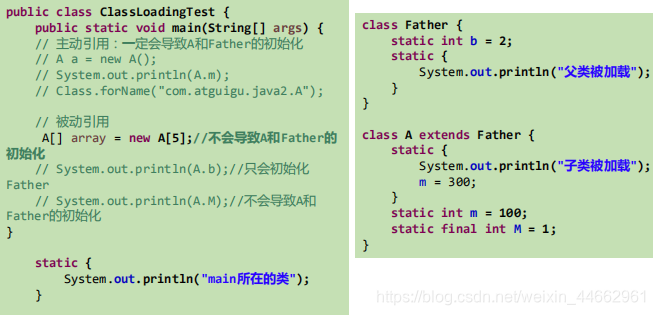 public class ClassLoadingTest {
public static void main(String[] args) {
// 主动引用：一定会导致A和Father的初始化
// A a = new A();
// System.out.println(A.m);
// Class.forName("com.atguigu.java2.A");
// 被动引用
A[] array = new A[5];//不会导致A和Father的
初始化
// System.out.println(A.b);//只会初始化
Father
// System.out.println(A.M);//不会导致A和
Father的初始化
}
static {
System.out.println("main所在的类");
}
class Father {
static int b = 2;
static {
System.out.println("父类被加载");
}
}
class A extends Father {
static {
System.out.println("子类被加载");
m = 300;
}
static int m = 100;
static final int M = 1;
}
https://blog.csdn.net/weixin_44662961